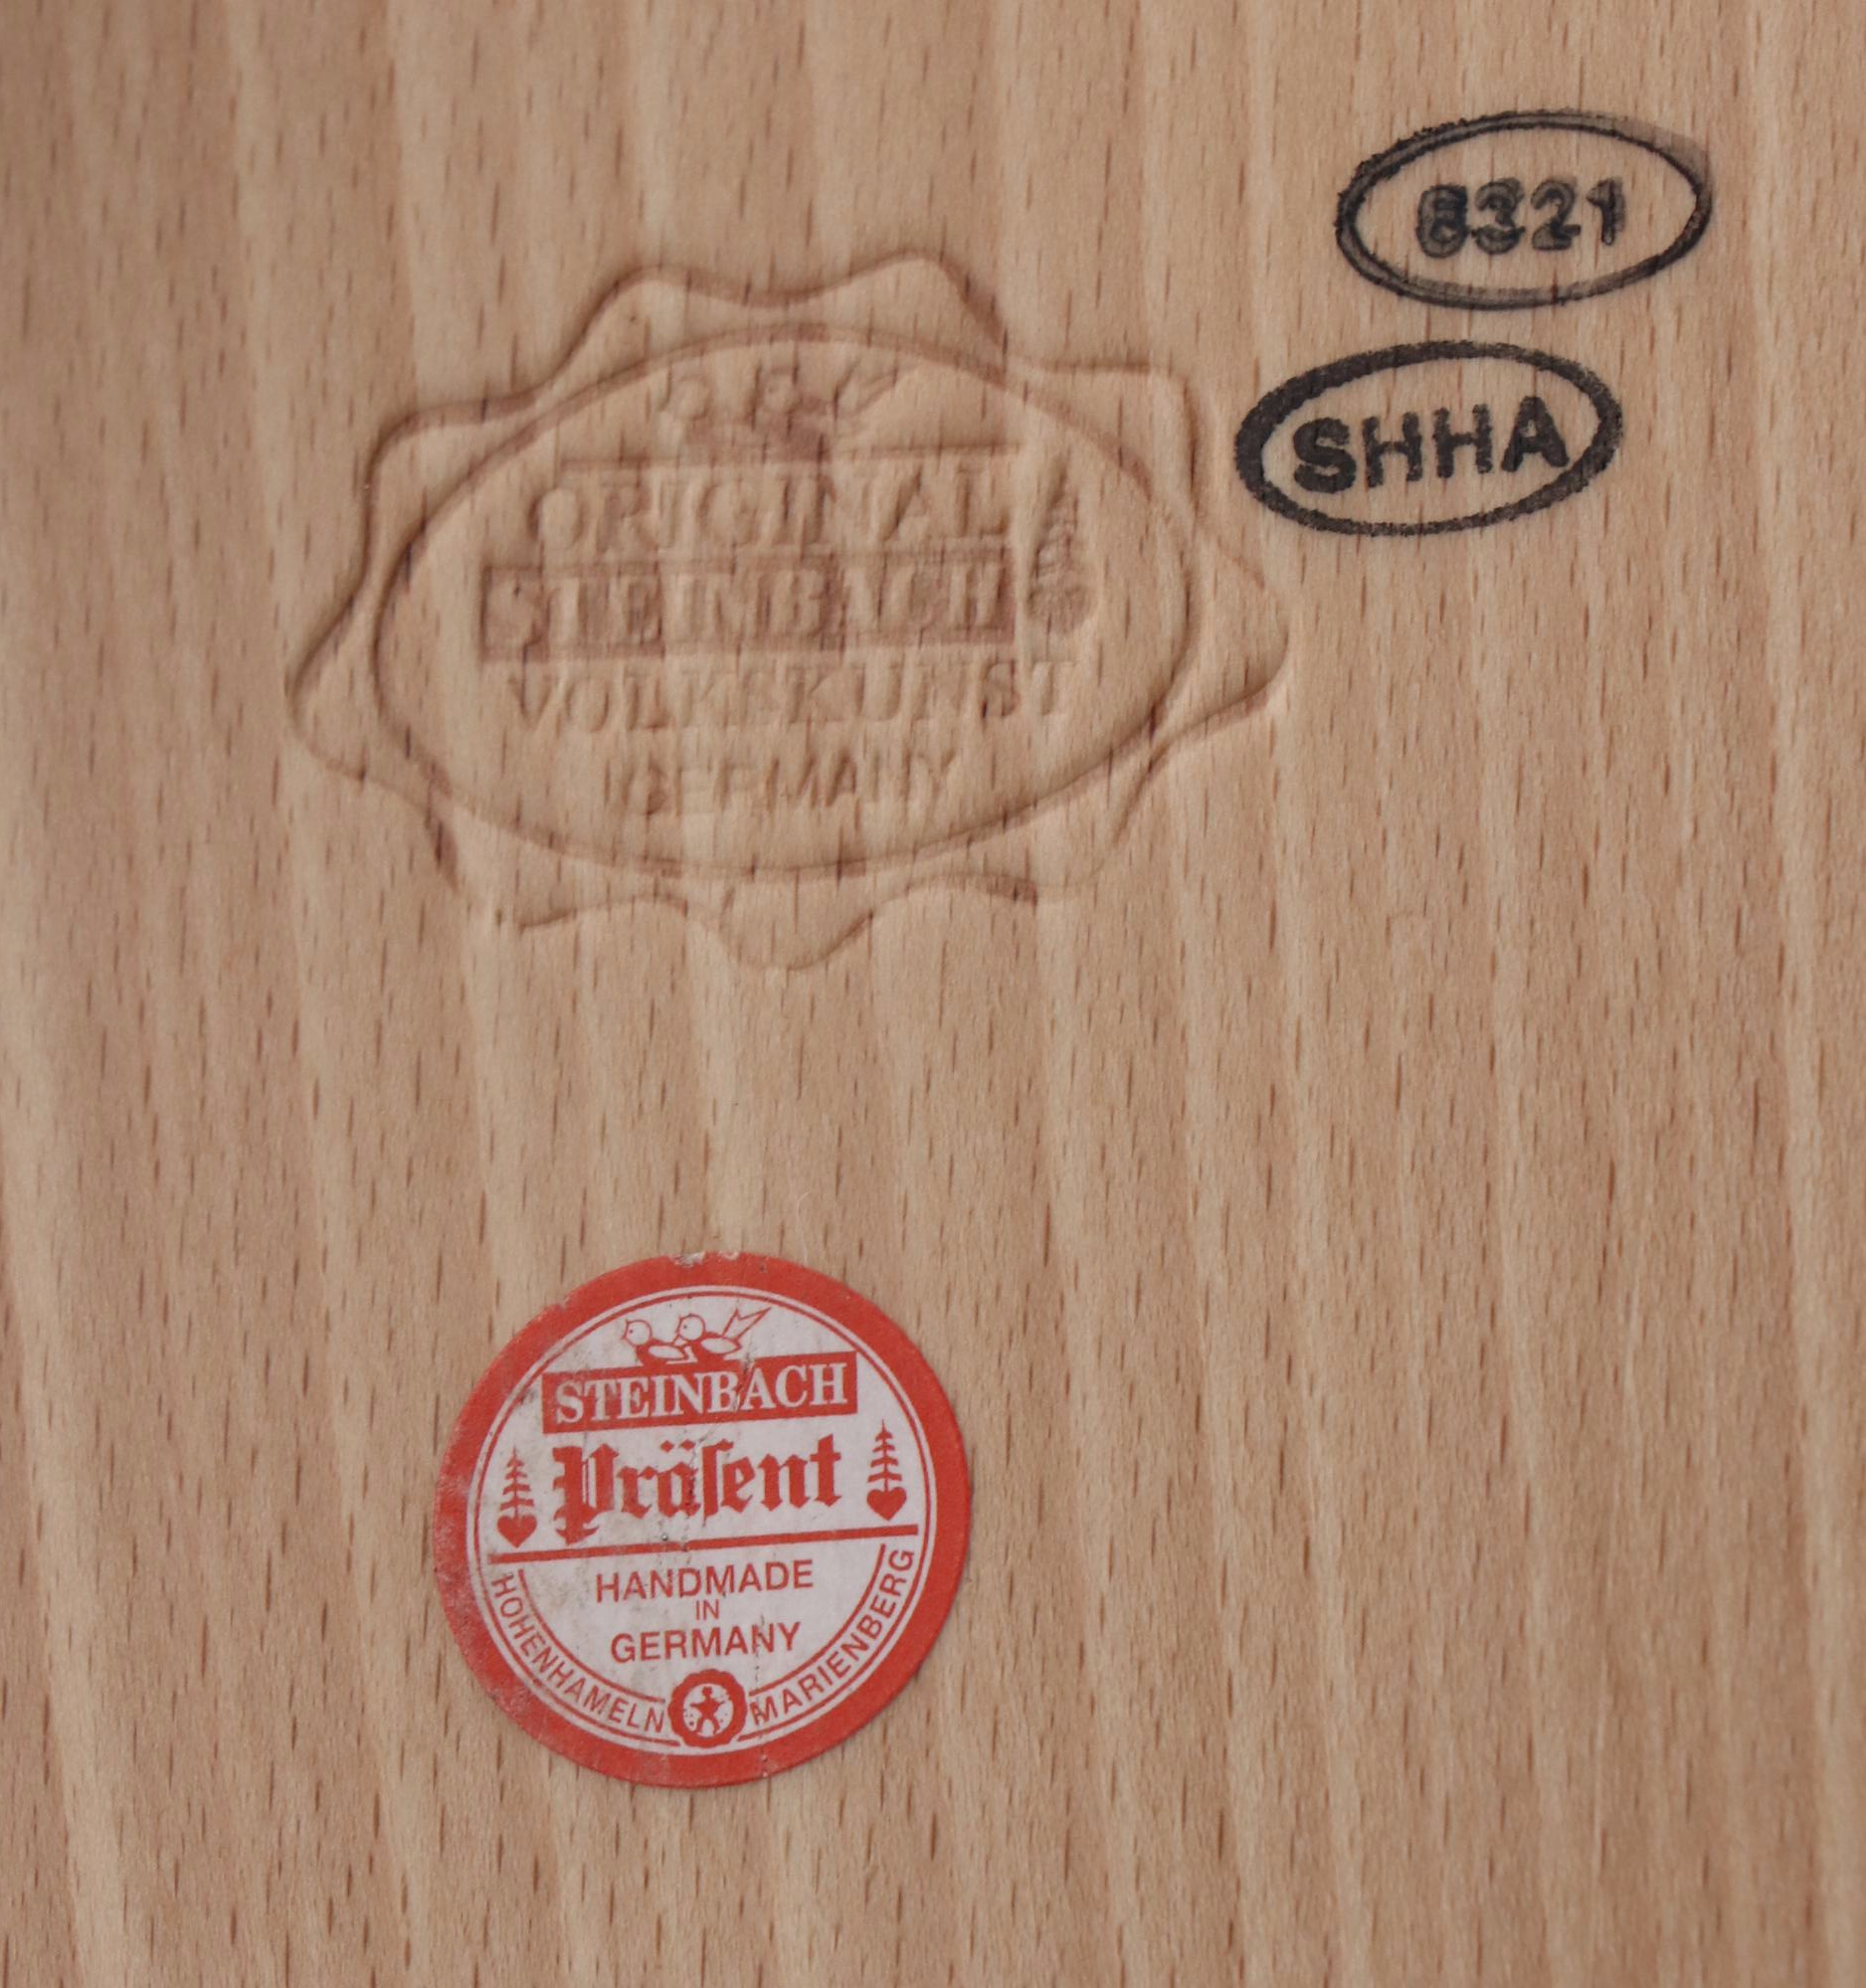 8321
SHHA
ORIGINAL
STEINBACH
VOLKSKUNST
GERMANY
STEINBACH
Präſent
HANDMADE
IN
GERMANY
HOHENHAMELN MARIENBERG